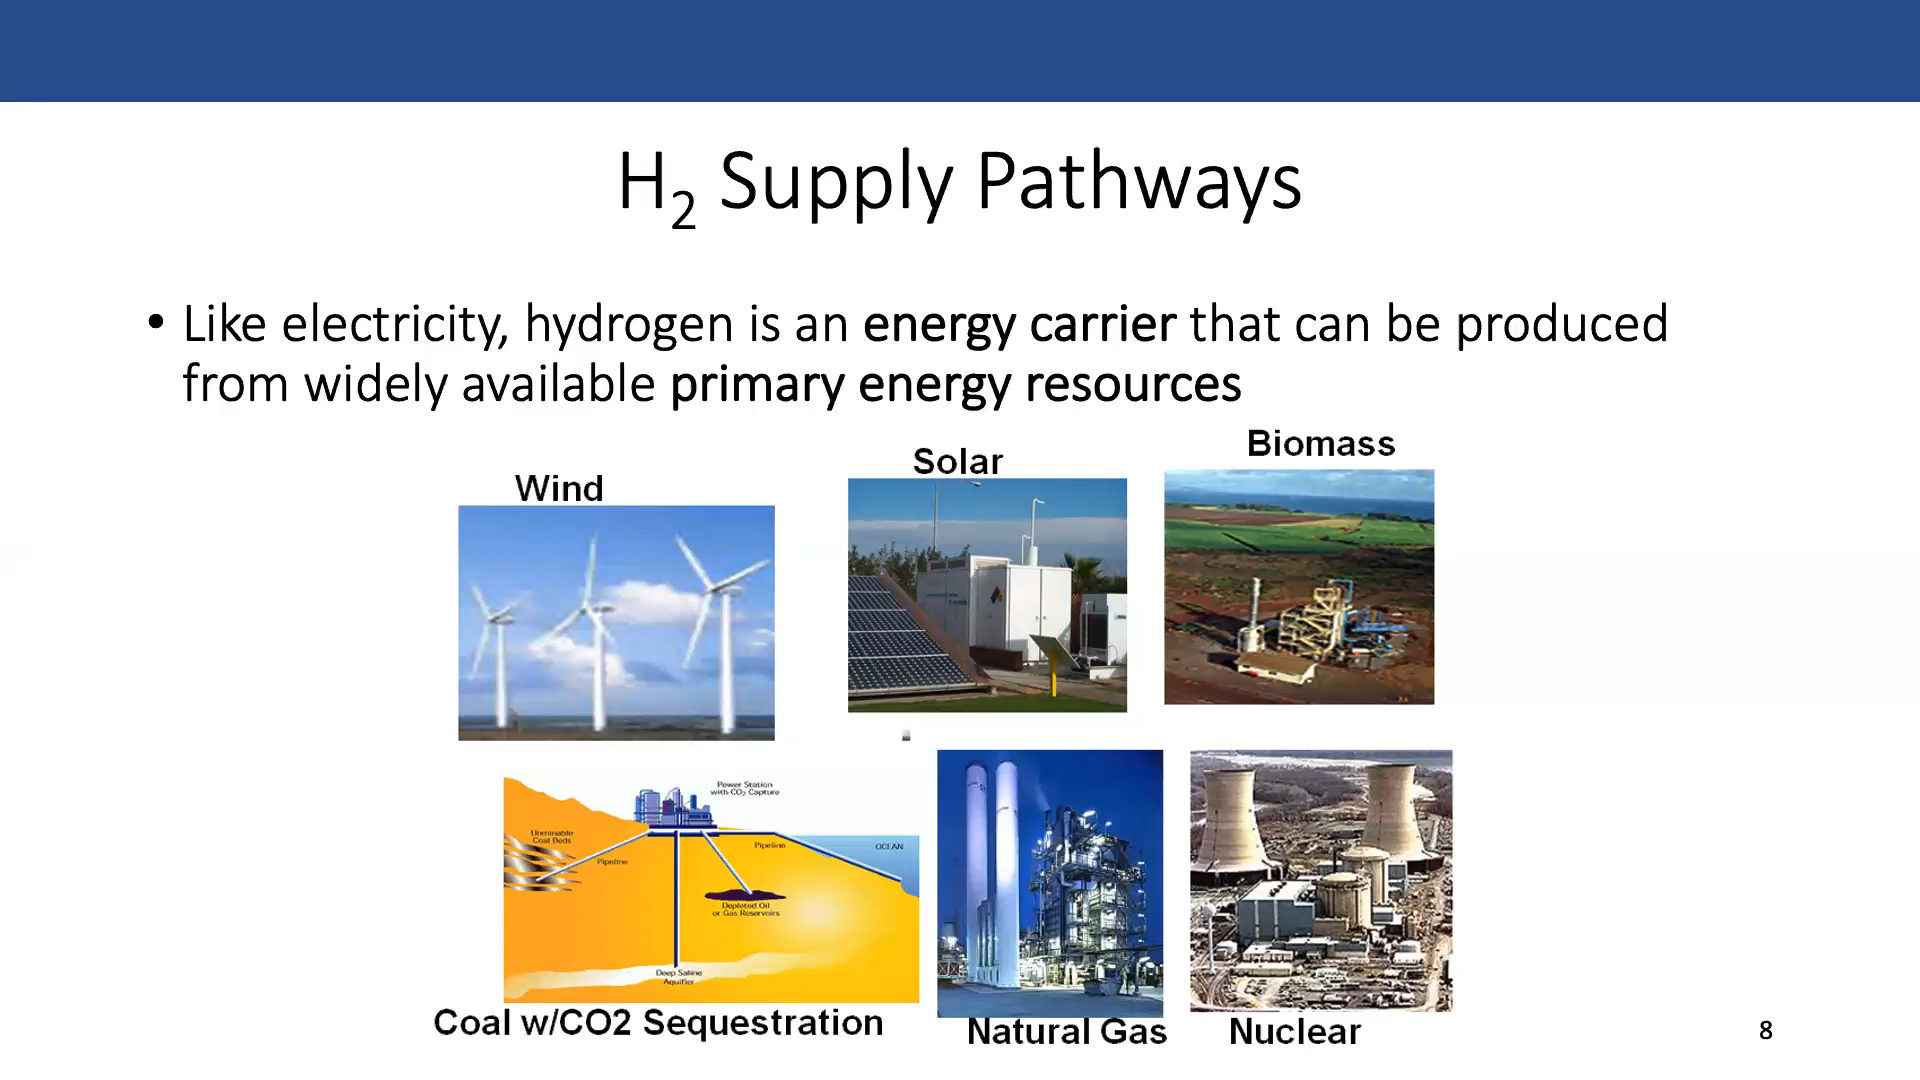 H₂ Supply Pathways
• Like electricity, hydrogen is an energy carrier that can be produced
from widely available primary energy resources
Wind
Solar
Biomass
Power Station
with CO₂ Capture
Unminable
Coal Beds
Pipeline
Pipeline
OCEAN
Depleted Oil
or Gas Reservoirs
Deep Saline
Aquifier
Coal w/CO2 Sequestration
Natural Gas
Nuclear
8